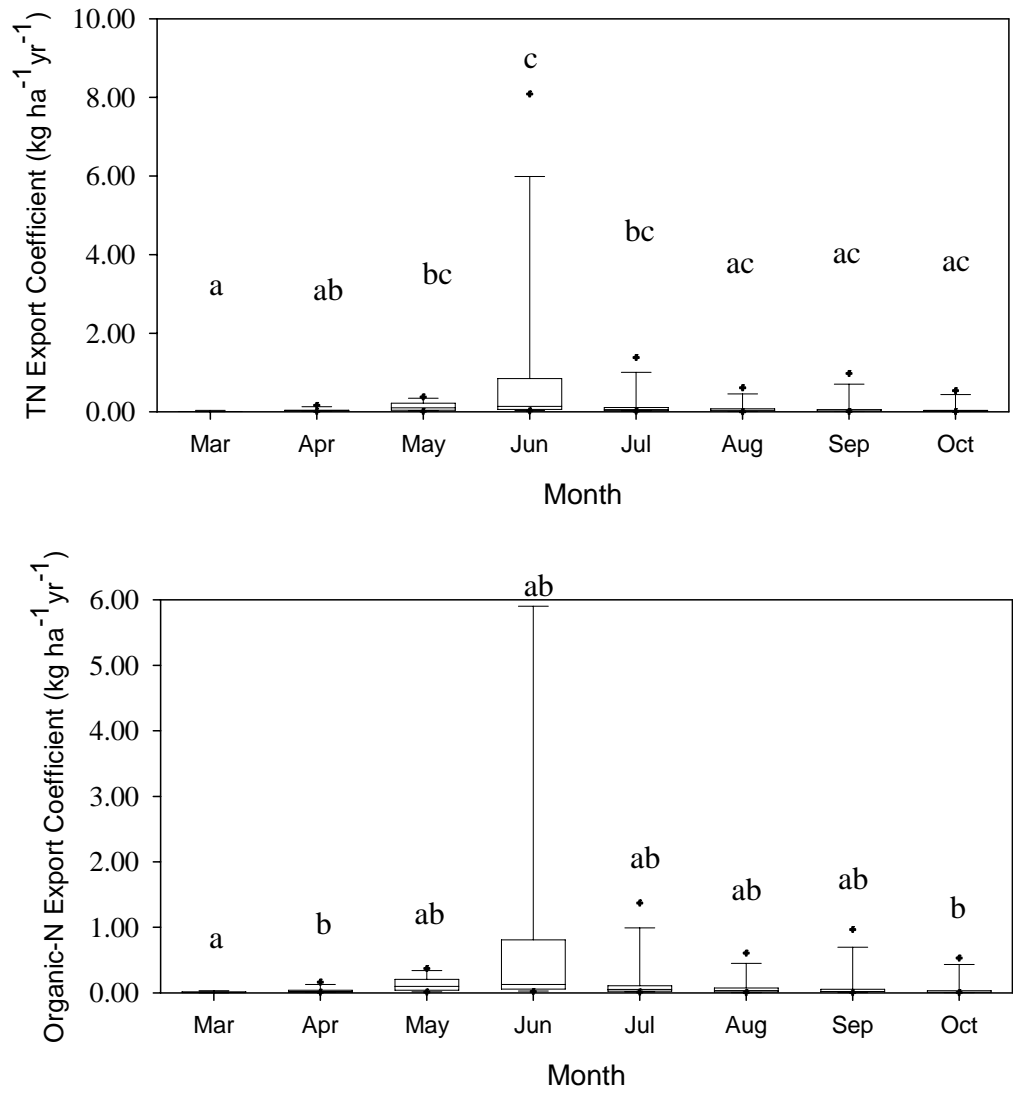 TN Export Coefficient (kg ha⁻¹yr⁻¹)
10.00
8.00
6.00
4.00
2.00
0.00
a
ab
bc
c
bc
ac
ac
ac
Mar Apr May Jun Jul Aug Sep Oct
Month
Organic-N Export Coefficient (kg ha⁻¹yr⁻¹)
6.00
5.00
4.00
3.00
2.00
1.00
0.00
a
b
ab
ab
ab
ab
ab
b
Mar Apr May Jun Jul Aug Sep Oct
Month